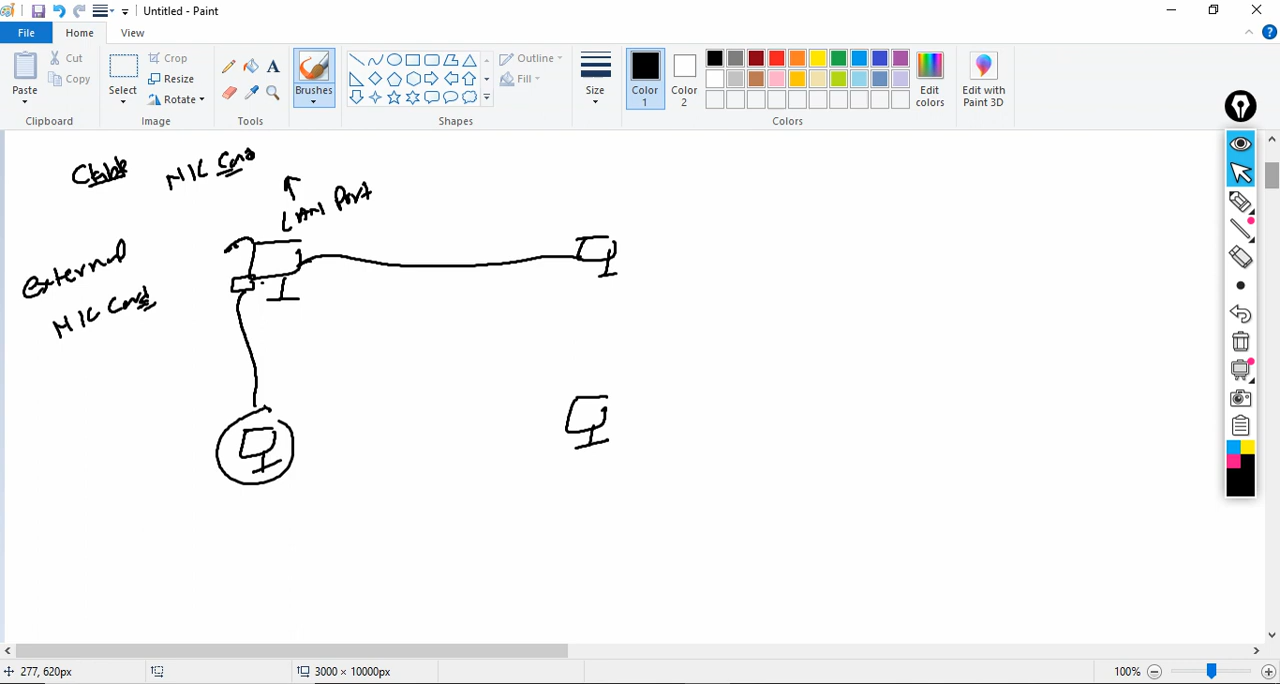 Untitled - Paint
File Home View
Paste
Cut
Copy
Clipboard
Select
Crop
Resize
Rotate
Image
Tools
Brushes
Shapes
Outline
Fill
Size
Color 1
Color 2
Edit colors
Edit with Paint 3D
Colors
NIC Card
LAN Port
External
NIC Card
277, 620px
3000 × 10000px
100%